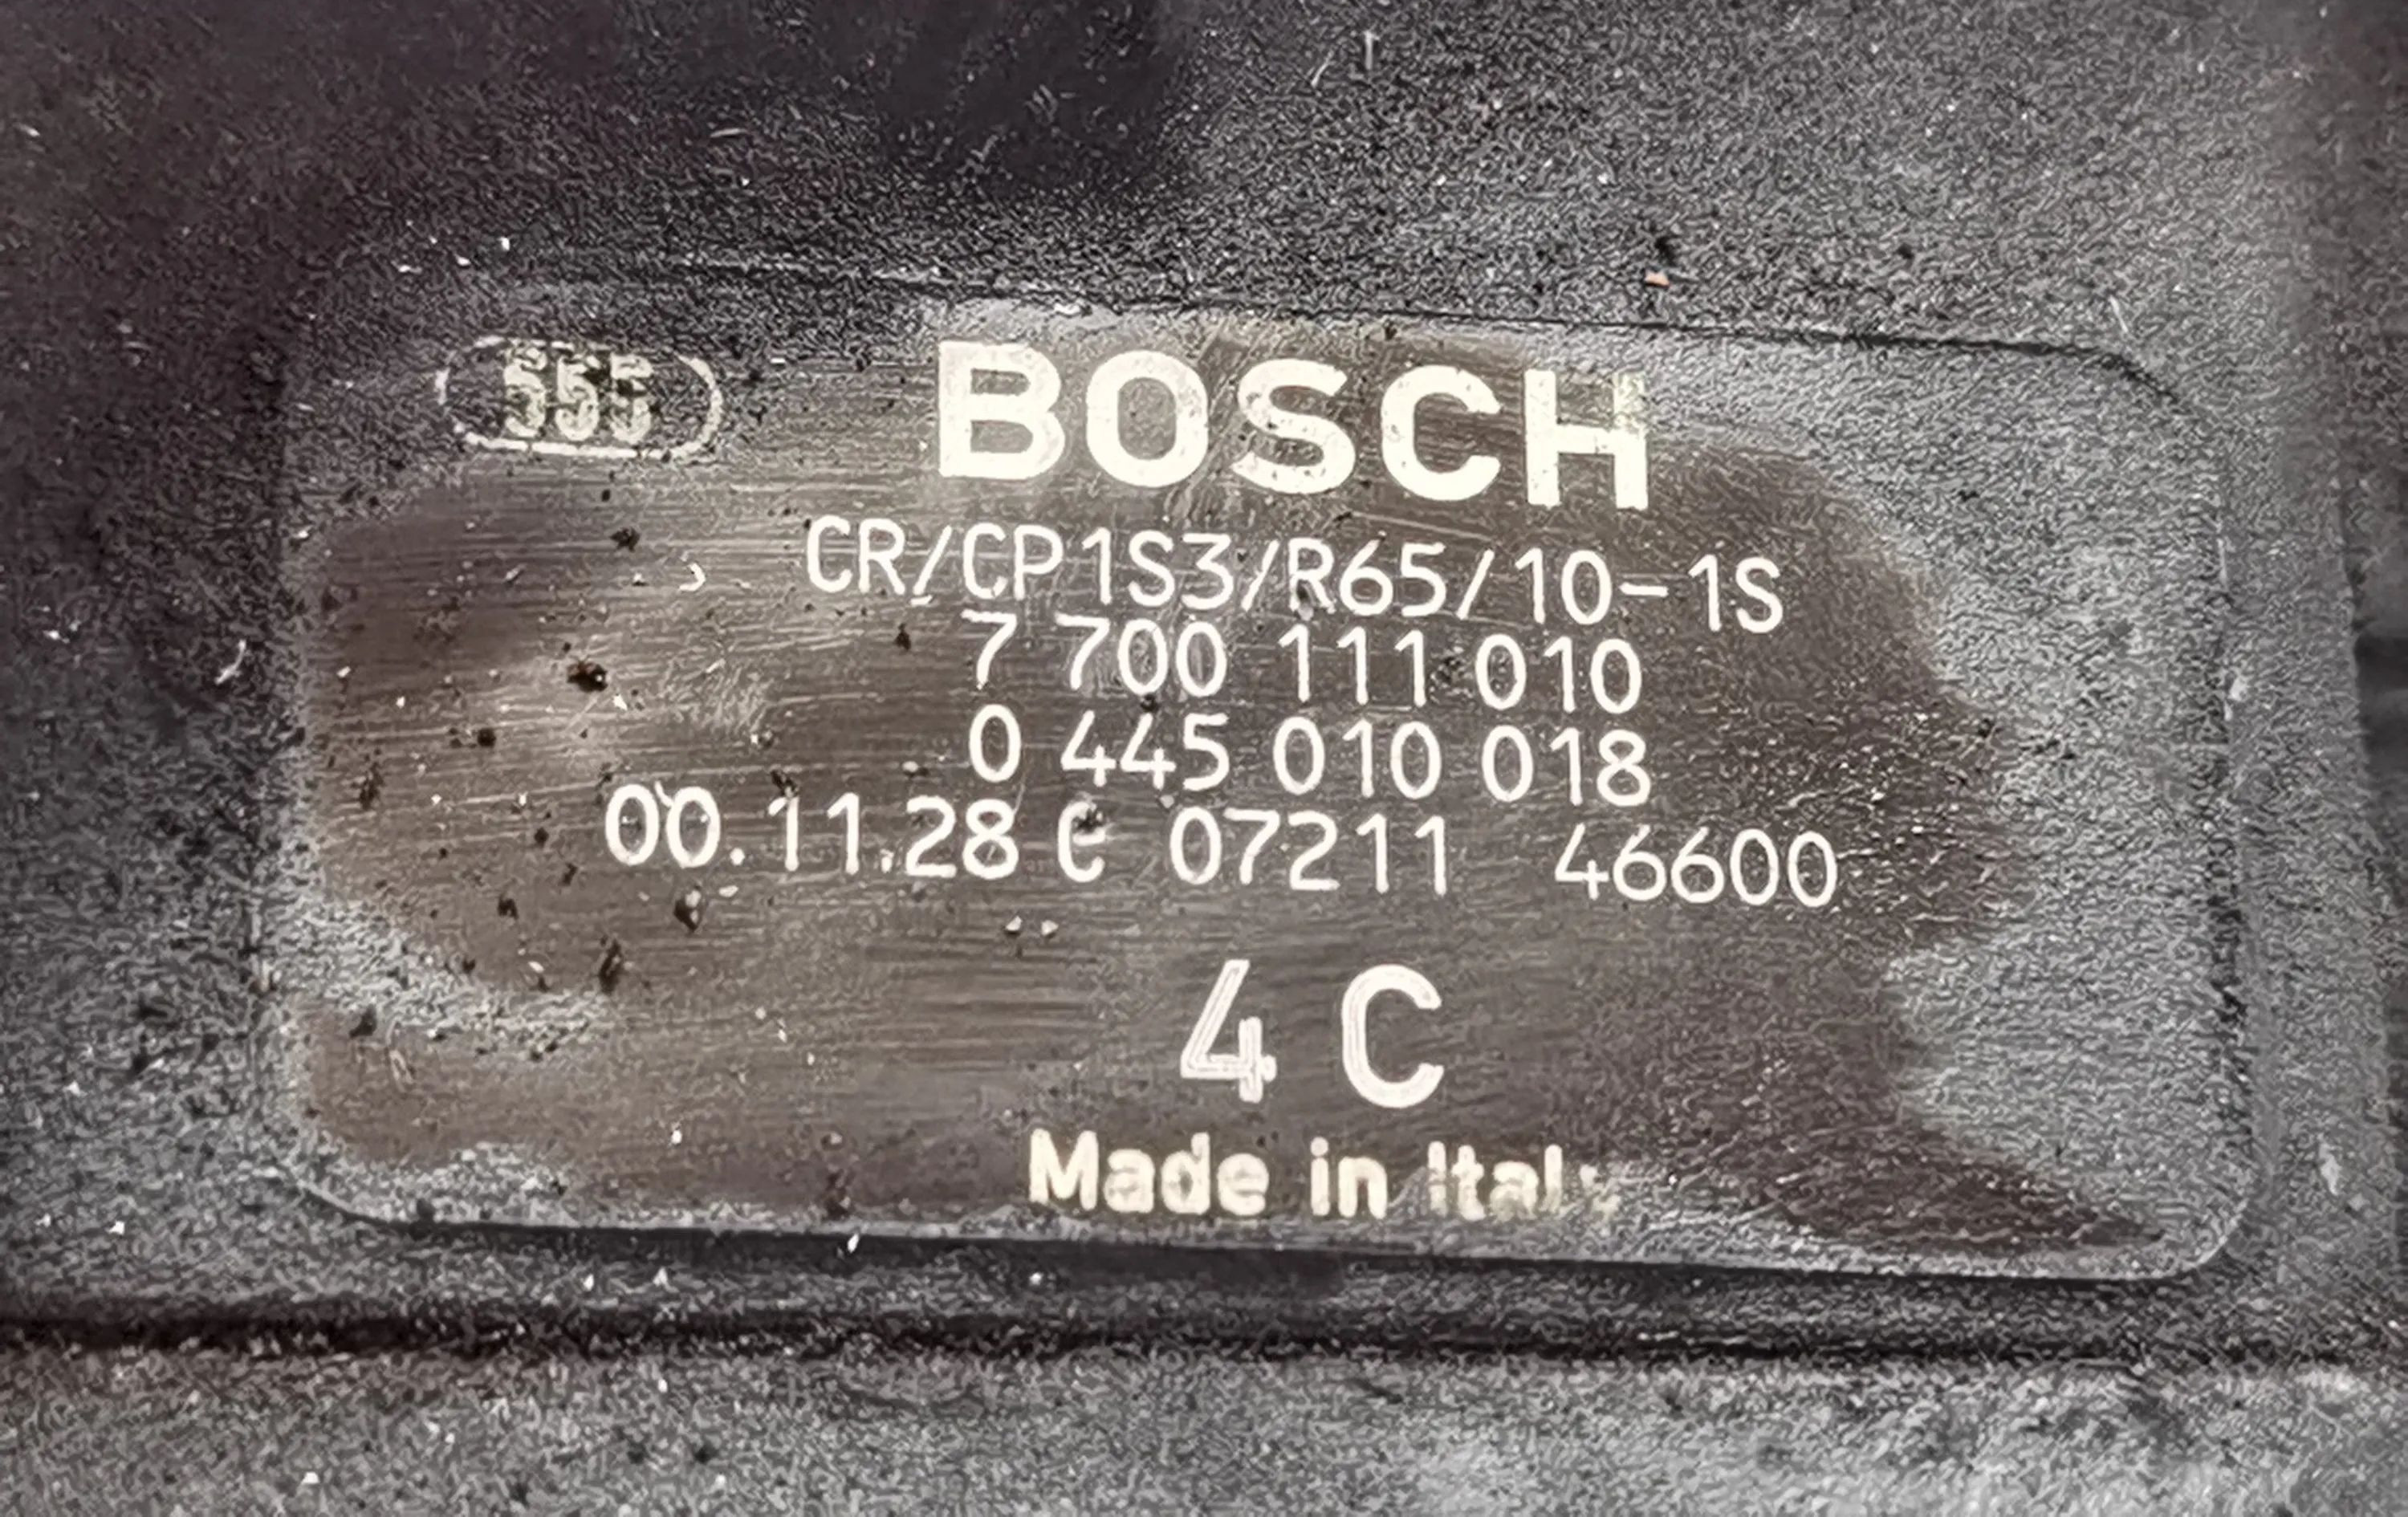 555
BOSCH
CR/CP1S3/R65/10-1S
7 700 111 010
0 445 010 018
00.11.28 C 07211 46600
4 C
Made in Italy